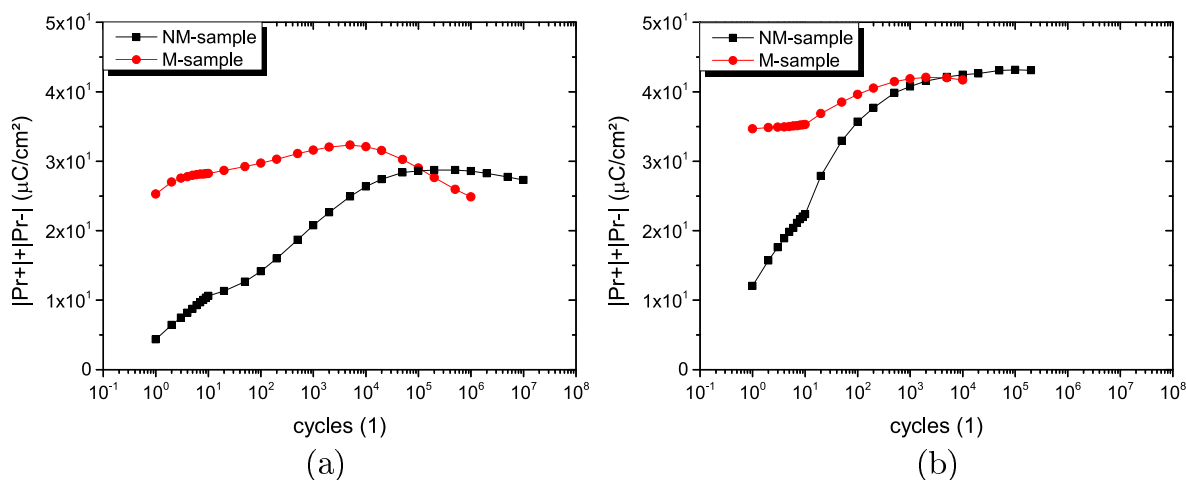 5x10¹
4x10¹
3x10¹
2x10¹
1x10¹
0
|Pr+|+|Pr-| (µC/cm²)
NM-sample
M-sample
10⁻¹ 10⁰ 10¹ 10² 10³ 10⁴ 10⁵ 10⁶ 10⁷ 10⁸
cycles (1)
(a)
5x10¹
4x10¹
3x10¹
2x10¹
1x10¹
0
|Pr+|+|Pr-| (µC/cm²)
NM-sample
M-sample
10⁻¹ 10⁰ 10¹ 10² 10³ 10⁴ 10⁵ 10⁶ 10⁷ 10⁸
cycles (1)
(b)